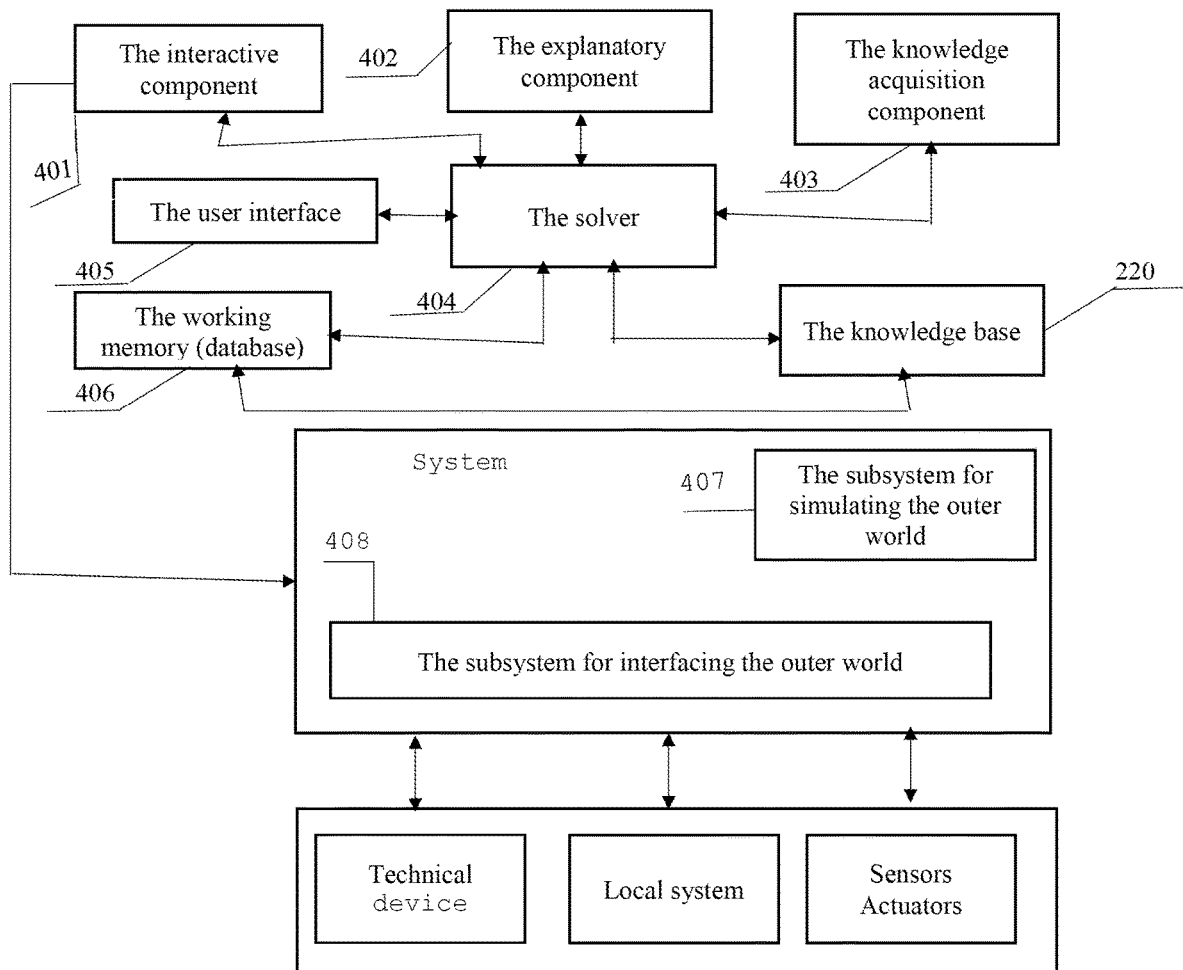 The interactive
component
402
The explanatory
component
The knowledge
acquisition
component
401
403
The user interface
The solver
405
404
220
The working
memory (database)
The knowledge base
406
System
407
The subsystem for
simulating the outer
world
408
The subsystem for interfacing the outer world
Technical
device
Local system
Sensors
Actuators